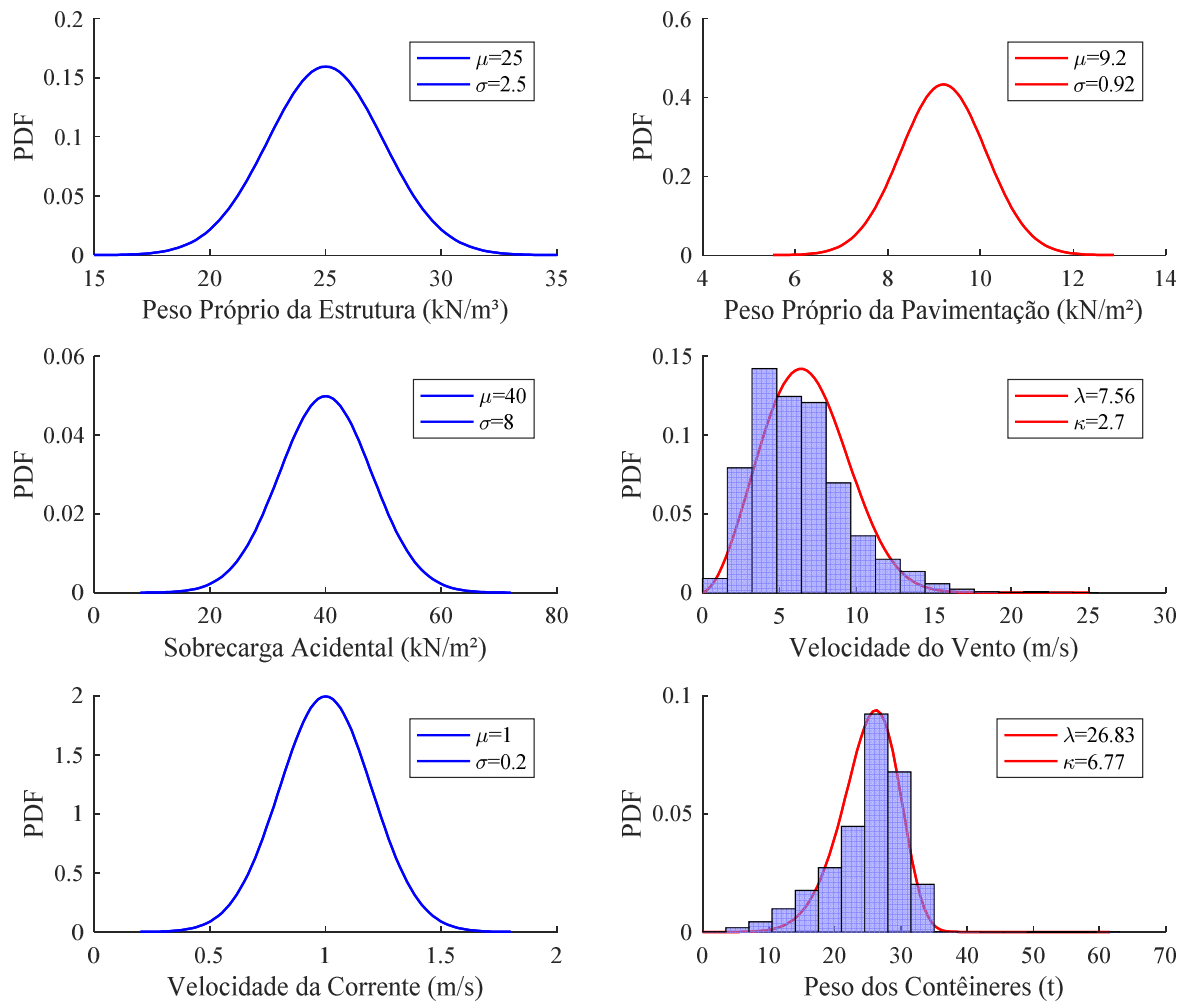 0.2
0.15
0.1
0.05
0
PDF
μ=25
σ=2.5
15 20 25 30 35
Peso Próprio da Estrutura (kN/m³)
0.6
0.4
0.2
0
PDF
μ=9.2
σ=0.92
4 6 8 10 12 14
Peso Próprio da Pavimentação (kN/m²)
0.06
0.04
0.02
0
PDF
μ=40
σ=8
0 20 40 60 80
Sobrecarga Acidental (kN/m²)
0.15
0.1
0.05
0
PDF
λ=7.56
κ=2.7
0 5 10 15 20 25 30
Velocidade do Vento (m/s)
2
1.5
1
0.5
0
PDF
μ=1
σ=0.2
0 0.5 1 1.5 2
Velocidade da Corrente (m/s)
0.1
0.05
0
PDF
λ=26.83
κ=6.77
0 10 20 30 40 50 60 70
Peso dos Contêineres (t)